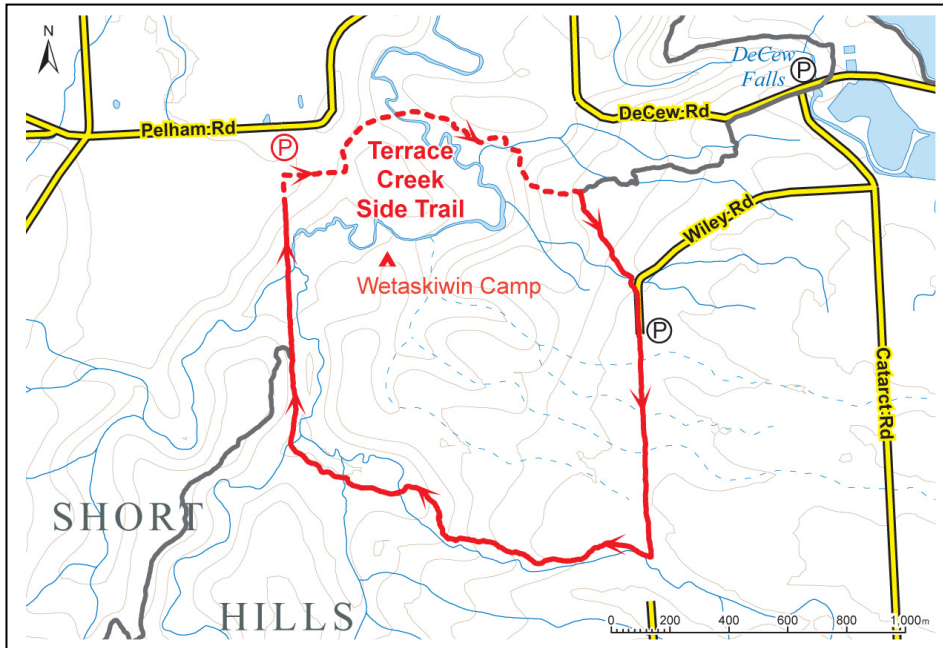 N
DeCew
Falls
P
Pelham Rd
DeCew Rd
P
Terrace
Creek
Side Trail
Wiley Rd
Wetaskiwin Camp
P
Catarct Rd
SHORT
HILLS
0 200 400 600 800 1,000m